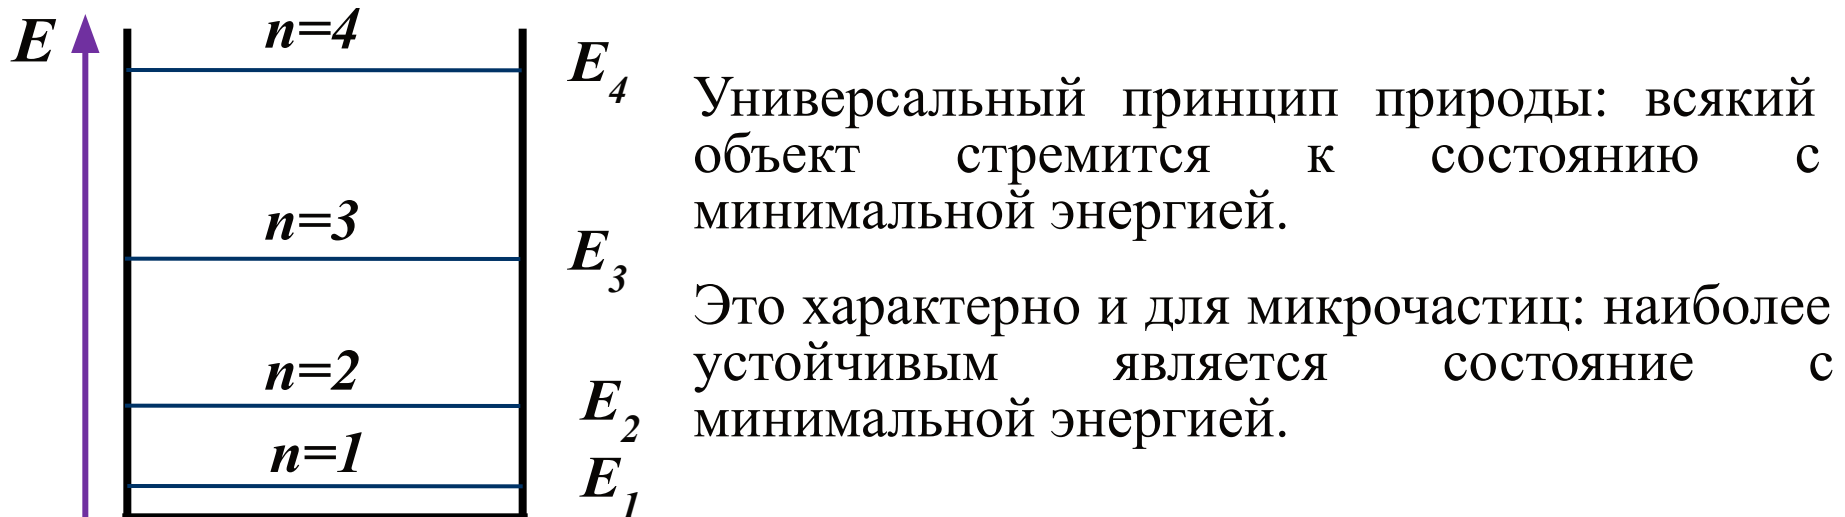 E
n=4
E₄
n=3
E₃
n=2
E₂
n=1
E₁
Универсальный принцип природы: всякий
объект стремится к состоянию с
минимальной энергией.
Это характерно и для микрочастиц: наиболее
устойчивым является состояние с
минимальной энергией.